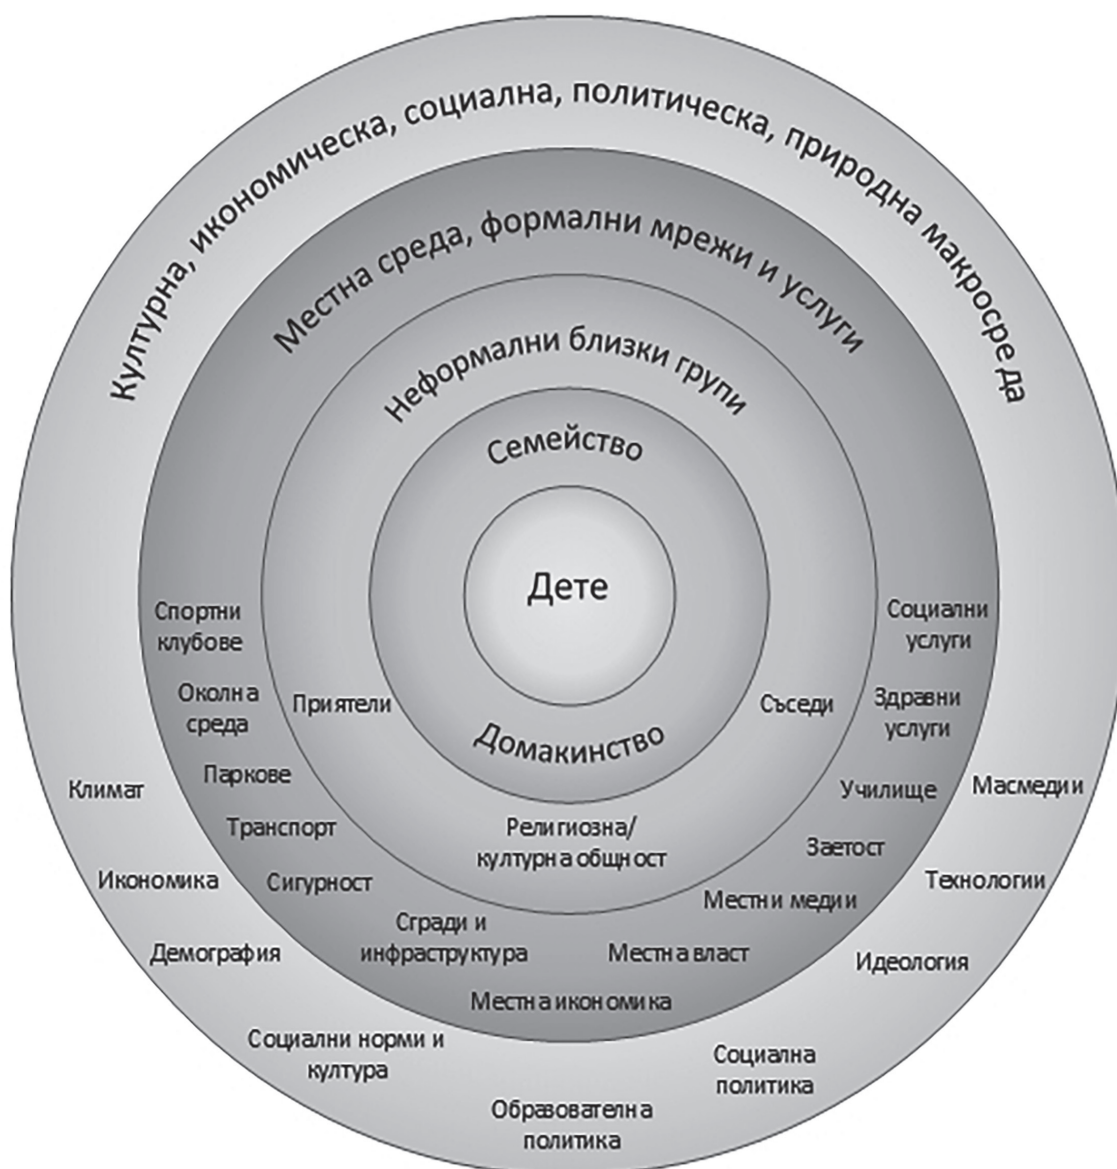 Културна, икономическа, социална, политическа, природна макросреда
Местна среда, формални мрежи и услуги
Неформални близки групи
Семейство
Дете
Домакинство
Приятели
Съседи
Религиозна/
културна общност
Спортни
клубове
Околна
среда
Паркове
Транспорт
Сигурност
Сгради и
инфраструктура
Местна икономика
Местна власт
Местни медии
Заетост
Училище
Здравни
услуги
Социални
услуги
Климат
Икономика
Демография
Социални норми и
култура
Образователна
политика
Социална
политика
Идеология
Технологии
Масмедии